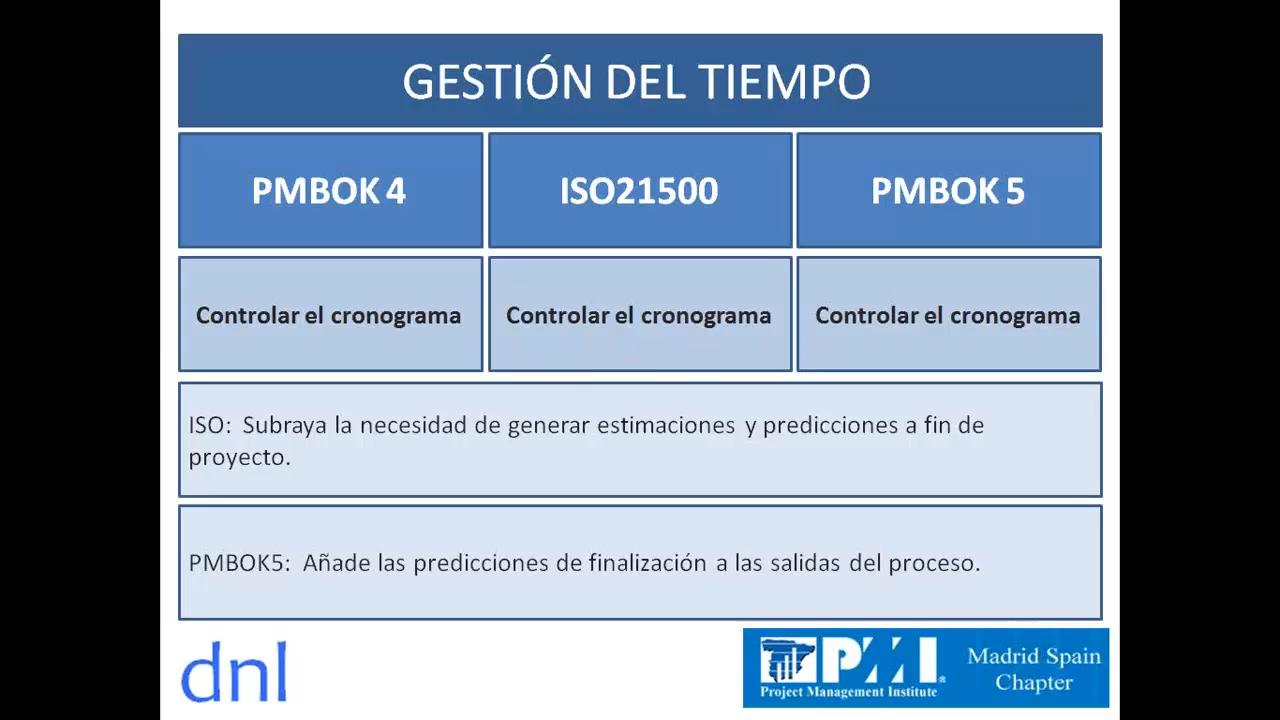 GESTIÓN DEL TIEMPO
PMBOK 4
ISO21500
PMBOK 5
Controlar el cronograma
Controlar el cronograma
Controlar el cronograma
ISO: Subraya la necesidad de generar estimaciones y predicciones a fin de
proyecto.
PMBOK5: Añade las predicciones de finalización a las salidas del proceso.
dnl
PMI®
Project Management Institute
Madrid Spain
Chapter